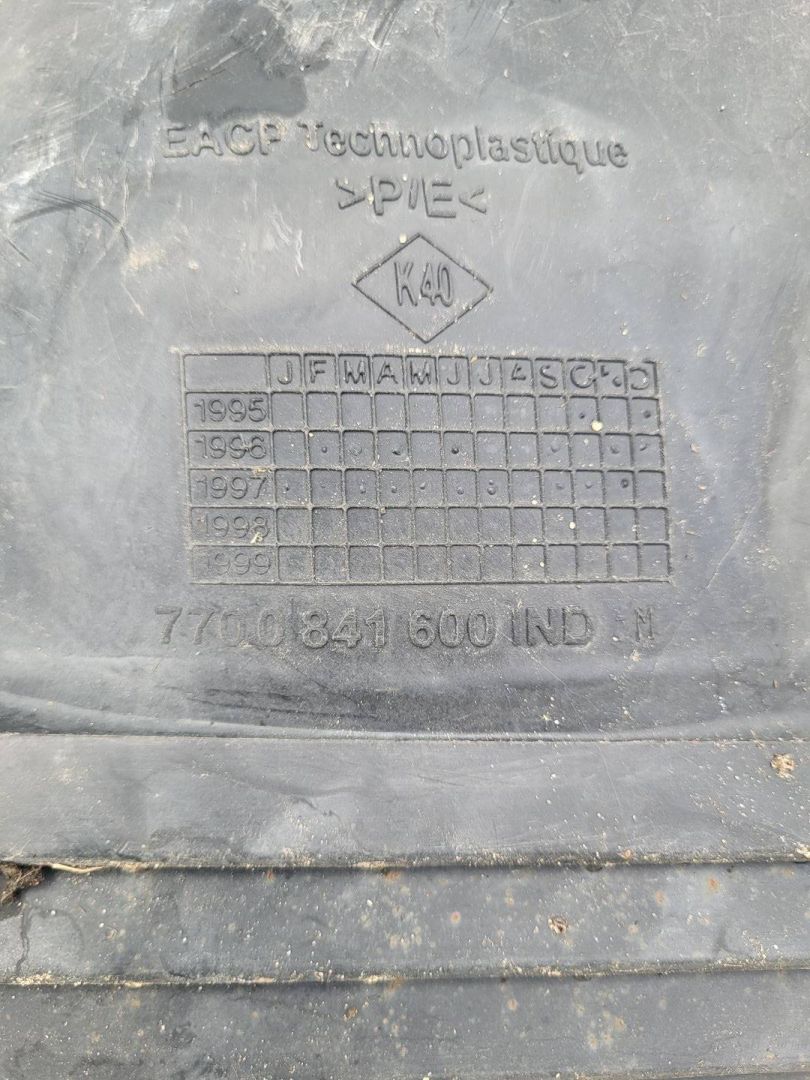 EACP Technoplastique
>P/E<
K40
J F M A M J J A S O N D
1995
1996
1997
1998
1999
7700 841 600 IND M